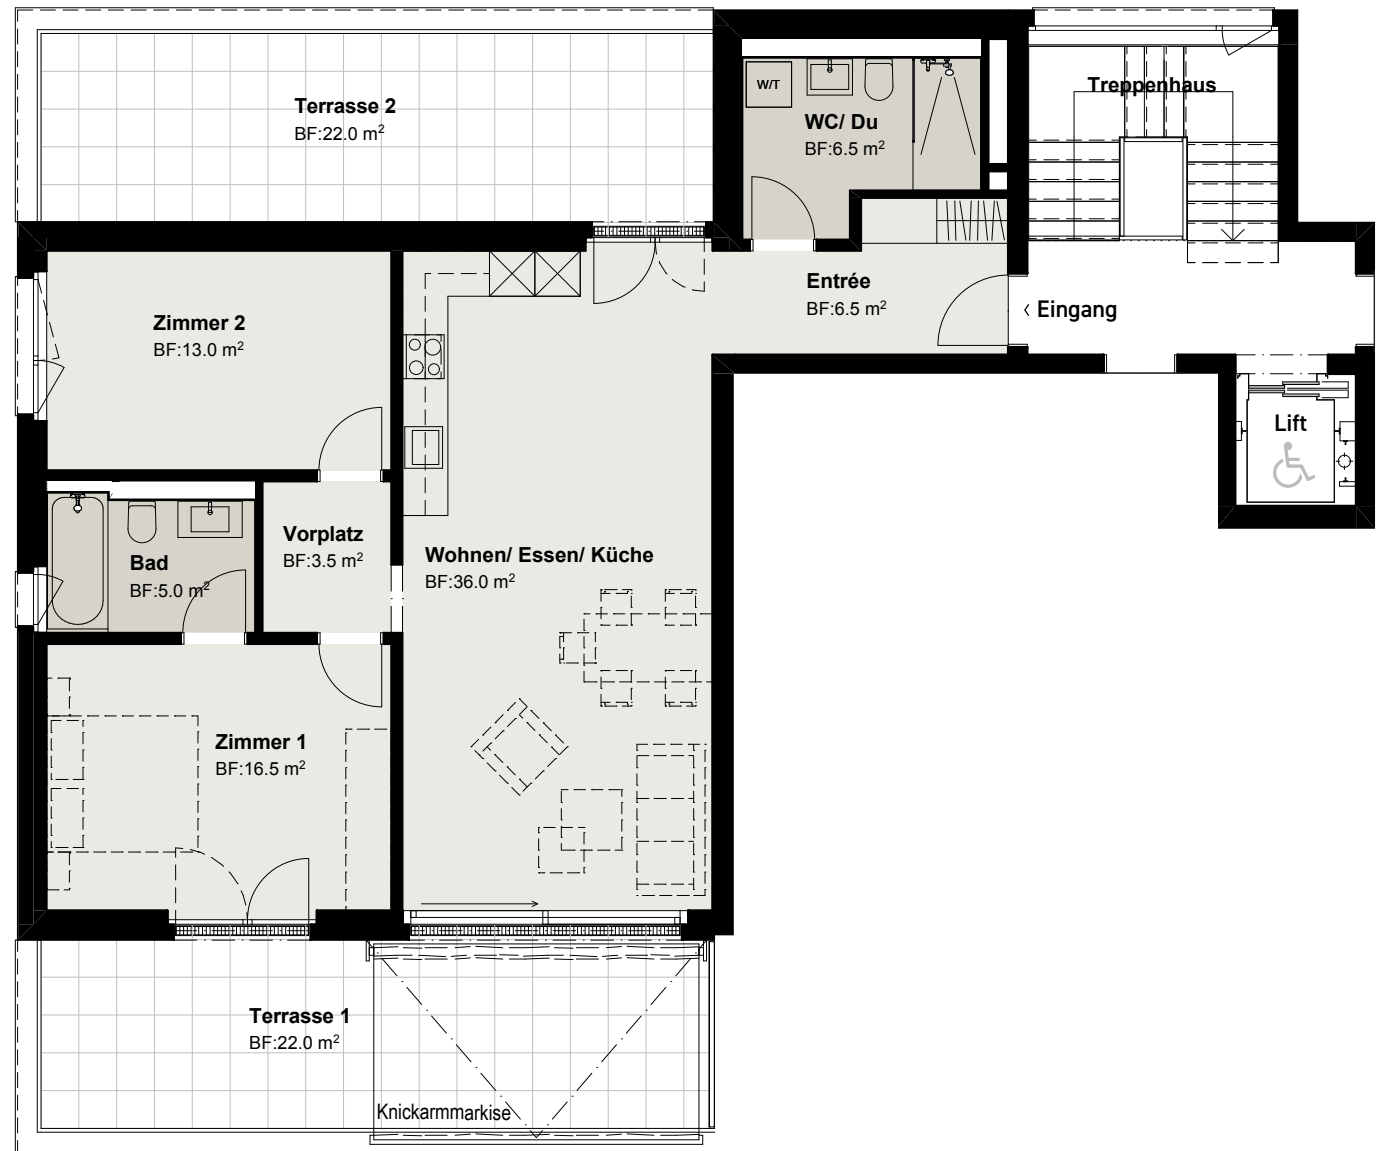 Terrasse 2
BF:22.0 m²
W/T
WC/ Du
BF:6.5 m²
Treppenhaus
Entrée
BF:6.5 m²
Eingang
Zimmer 2
BF:13.0 m²
Lift
Vorplatz
BF:3.5 m²
Bad
BF:5.0 m²
Wohnen/ Essen/ Küche
BF:36.0 m²
Zimmer 1
BF:16.5 m²
Terrasse 1
BF:22.0 m²
Knickarmmarkise